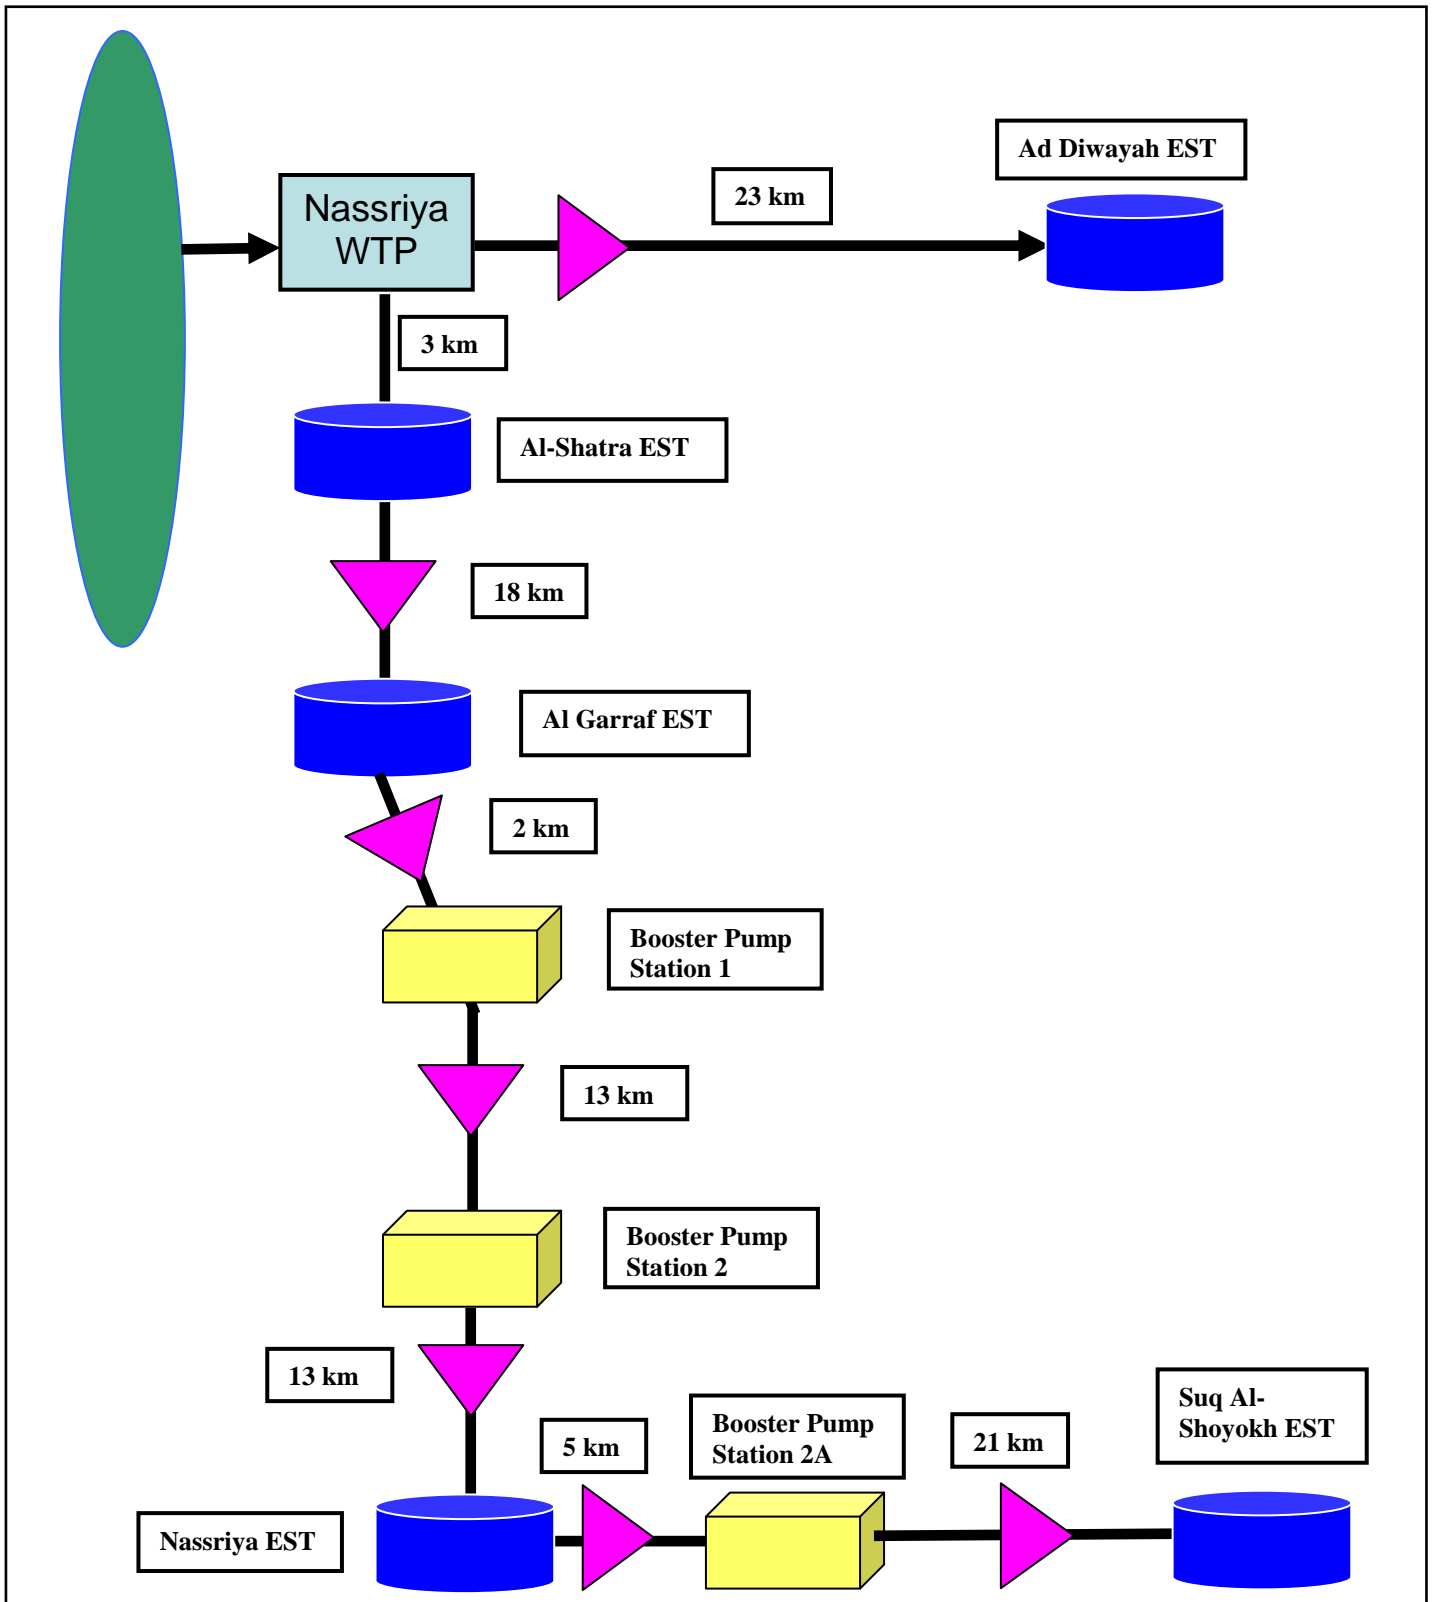 Ad Diwayah EST
23 km
Nassriya
WTP
3 km
Al-Shatra EST
18 km
Al Garraf EST
2 km
Booster Pump
Station 1
13 km
Booster Pump
Station 2
13 km
5 km
Booster Pump
Station 2A
21 km
Suq Al-
Shoyokh EST
Nassriya EST